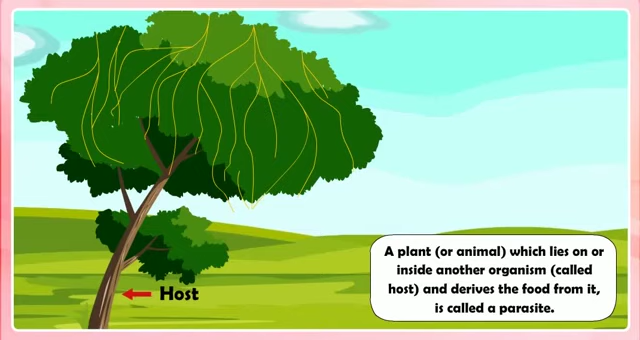 Host
A plant (or animal) which lies on or
inside another organism (called
host) and derives the food from it,
is called a parasite.